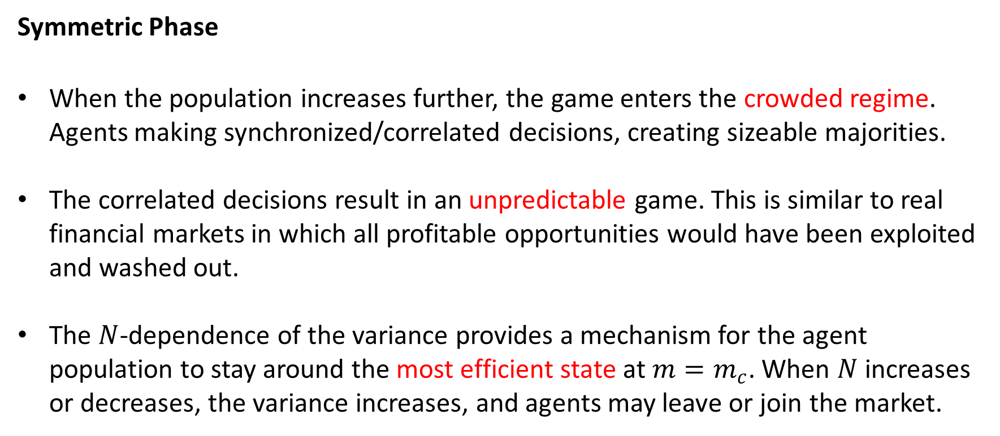 Symmetric Phase
• When the population increases further, the game enters the crowded regime.
Agents making synchronized/correlated decisions, creating sizeable majorities.
• The correlated decisions result in an unpredictable game. This is similar to real
financial markets in which all profitable opportunities would have been exploited
and washed out.
• The N-dependence of the variance provides a mechanism for the agent
population to stay around the most efficient state at m = m_c. When N increases
or decreases, the variance increases, and agents may leave or join the market.